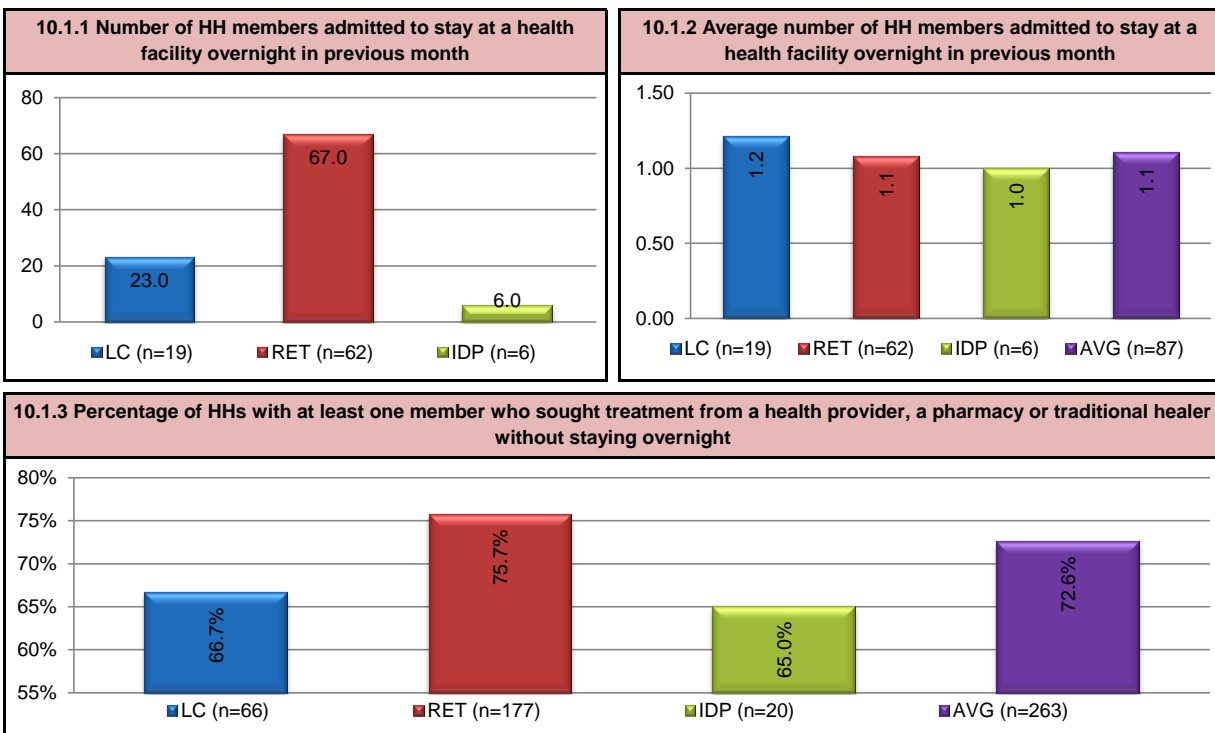 10.1.1 Number of HH members admitted to stay at a health
facility overnight in previous month
80
60
40
20
0
23.0
67.0
6.0
LC (n=19) RET (n=62) IDP (n=6)
10.1.2 Average number of HH members admitted to stay at a
health facility overnight in previous month
1.50
1.00
0.50
0.00
1.2
1.1
1.0
1.1
LC (n=19) RET (n=62) IDP (n=6) AVG (n=87)
10.1.3 Percentage of HHs with at least one member who sought treatment from a health provider, a pharmacy or traditional healer
without staying overnight
80%
75%
70%
65%
60%
55%
66.7%
75.7%
65.0%
72.6%
LC (n=66) RET (n=177) IDP (n=20) AVG (n=263)